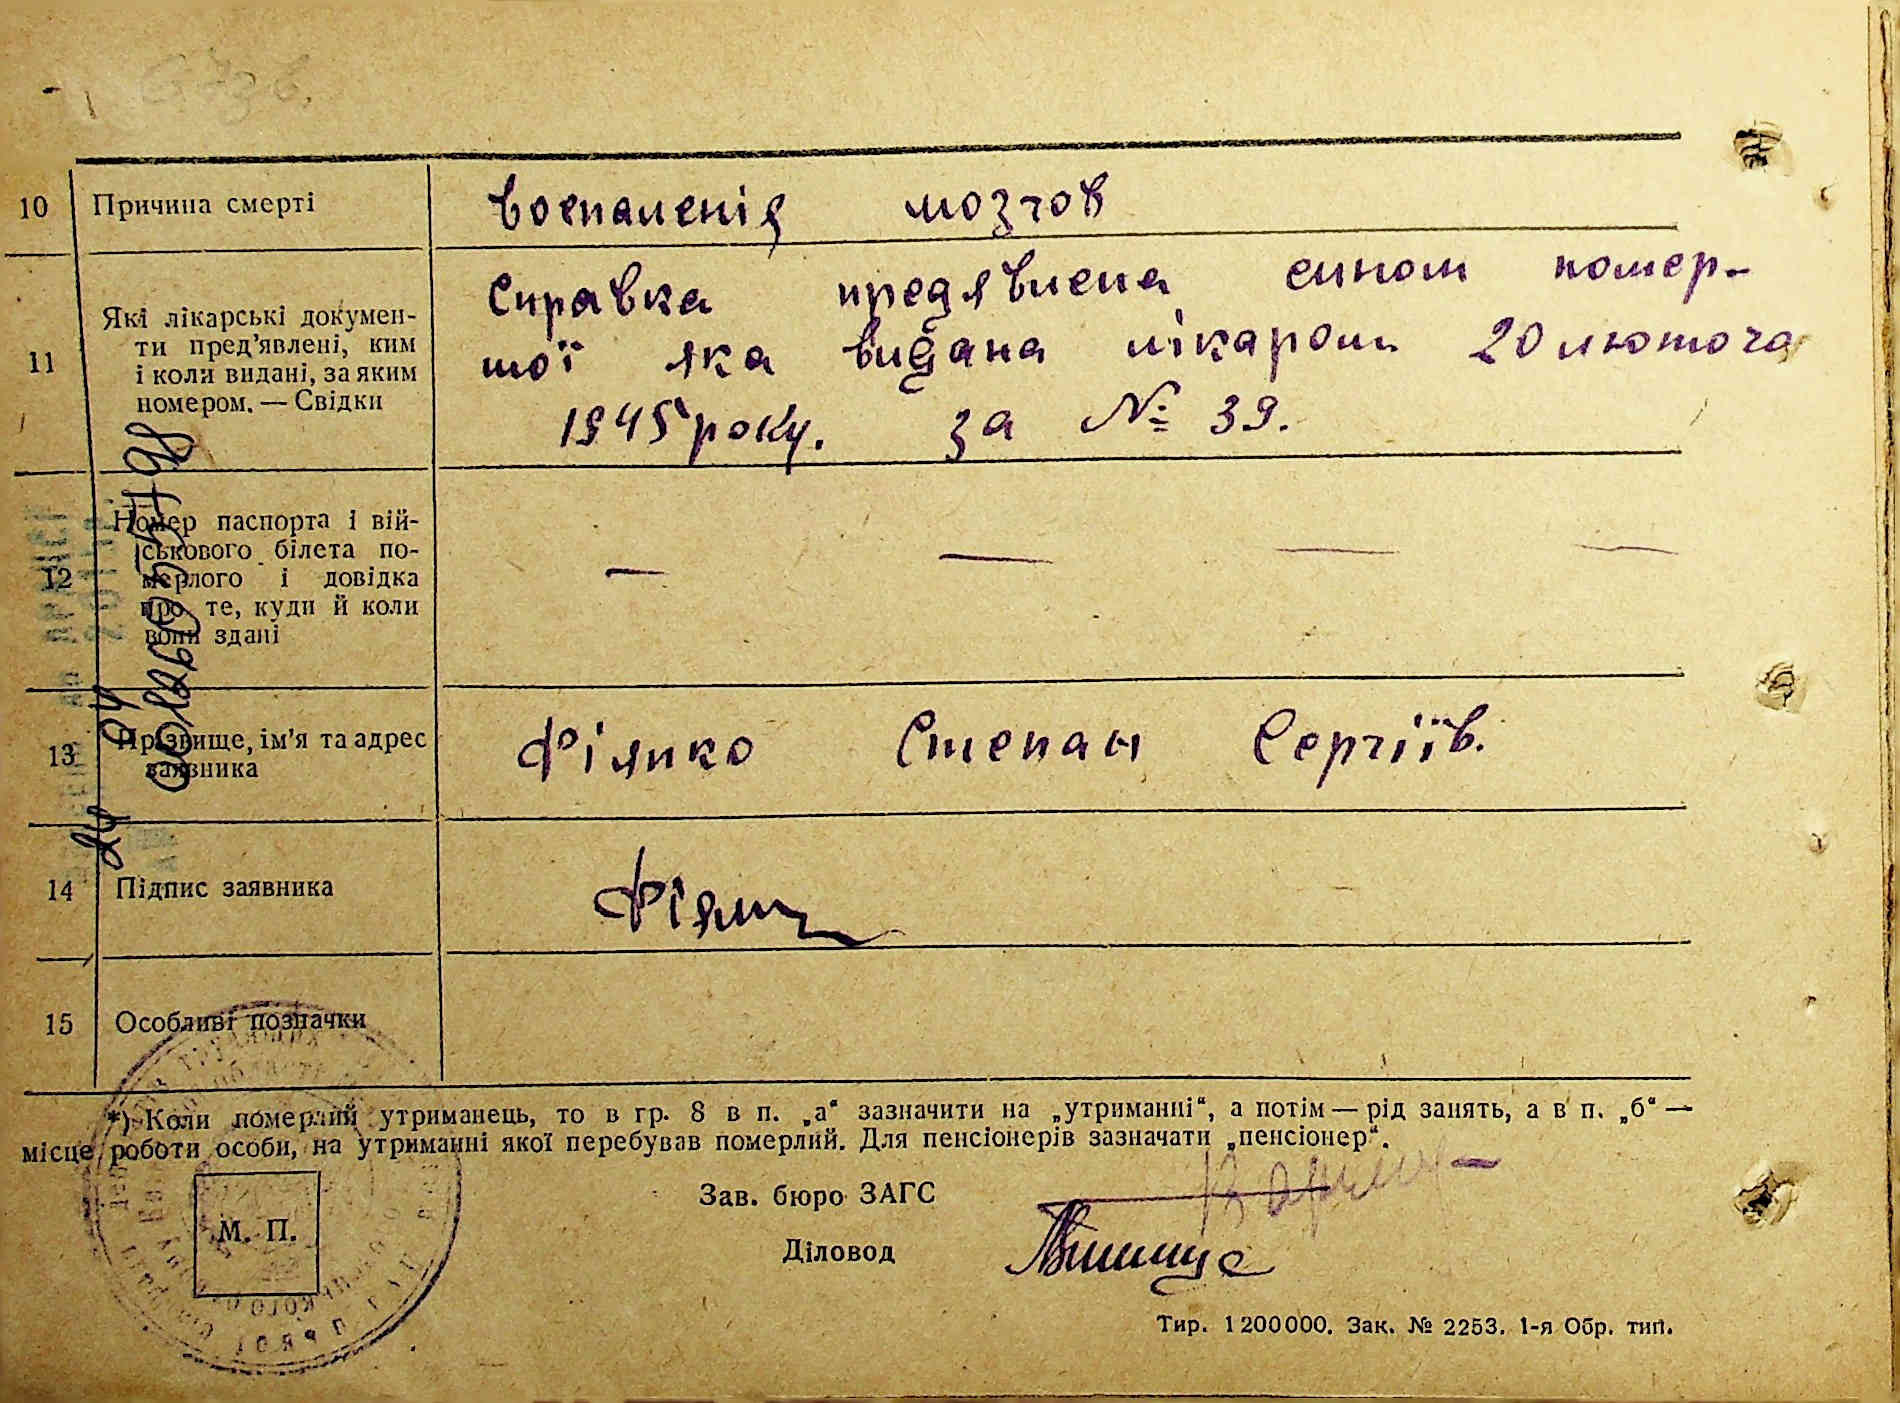 10 Причина смерті воспаленія мозгов
11 Які лікарські докумен-
ти пред’явлені, ким
і коли видані, за яким
номером. — Свідки
Справка предявлена сином помер-
шої яка видана лікаром 20 лютого
1945 року. за № 39.
12 Номер паспорта і вій-
ськового білета по-
мерлого і довідка
про те, куди й коли
вони здані
— — — —
13 Прізвище, ім’я та адрес
заявника
Філпко Степан Сергіїв.
14 Підпис заявника
15 Особливі позначки
*) Коли померлий утриманець, то в гр. 8 в п. „а“ зазначити на „утриманні“, а потім — рід занять, а в п. „б“ —
місце роботи особи, на утриманні якої перебував померлий. Для пенсіонерів зазначати „пенсіонер“.
Зав. бюро ЗАГС
М. П.
Діловод
Тир. 1200000. Зак. № 2253. 1-я Обр. тип.